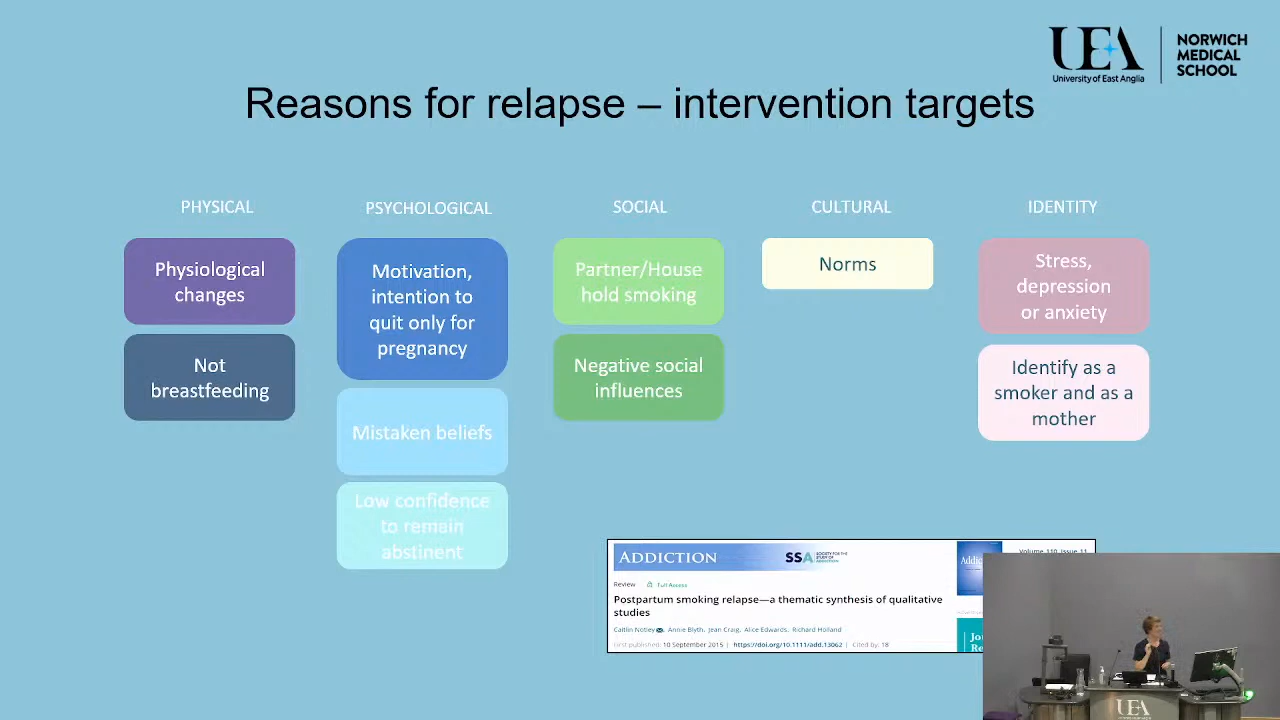 UEA
University of East Anglia
NORWICH
MEDICAL
SCHOOL
Reasons for relapse – intervention targets
PHYSICAL
Physiological
changes
Not
breastfeeding
PSYCHOLOGICAL
Motivation,
intention to
quit only for
pregnancy
Mistaken beliefs
Low confidence
to remain
abstinent
SOCIAL
Partner/House
hold smoking
Negative social
influences
CULTURAL
Norms
IDENTITY
Stress,
depression
or anxiety
Identify as a
smoker and as a
mother
ADDICTION
SSA
SOCIETY FOR THE
STUDY OF
ADDICTION
Volume 110, Issue 11
Review
Full Access
Postpartum smoking relapse—a thematic synthesis of qualitative
studies
Caitlin Notley, Annie Blyth, Jean Craig, Alice Edwards, Richard Holland
First published: 10 September 2015 | https://doi.org/10.1111/add.13062 | Cited by: 18
UEA